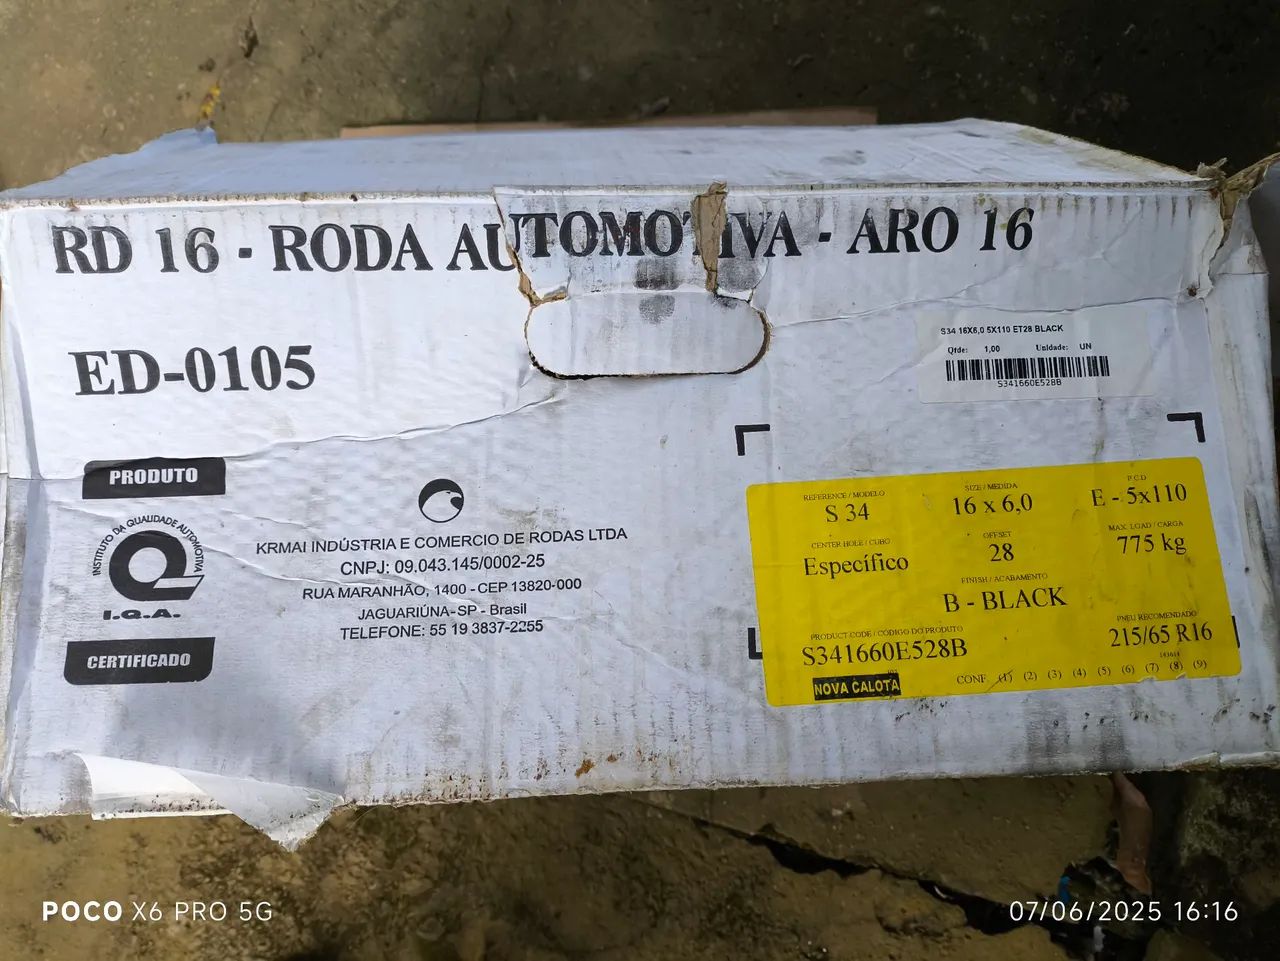 RD 16 - RODA AUTOMOTIVA - ARO 16
ED-0105
S34 16X6,0 5X110 ET28 BLACK
Qtde: 1,00 Unidade: UN
S341660E528B
PRODUTO
INSTITUTO DA QUALIDADE AUTOMOTIVA
I.Q.A.
CERTIFICADO
KRMAI INDÚSTRIA E COMERCIO DE RODAS LTDA
CNPJ: 09.043.145/0002-25
RUA MARANHÃO, 1400 - CEP 13820-000
JAGUARIÚNA-SP - Brasil
TELEFONE: 55 19 3837-2255
REFERENCE / MODELO
S 34
SIZE / MEDIDA
16 x 6,0
P.C.D
E - 5x110
CENTER HOLE / CUBO
Específico
OFFSET
28
MAX. LOAD / CARGA
775 kg
FINISH / ACABAMENTO
B - BLACK
PRODUCT CODE / CÓDIGO DO PRODUTO
S341660E528B
PNEU RECOMENDADO
215/65 R16
NOVA CALOTA
CONF (1) (2) (3) (4) (5) (6) (7) (8) (9)
POCO X6 PRO 5G
07/06/2025 16:16